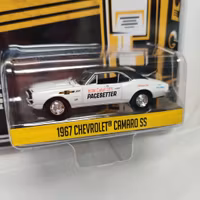 PACESETTER
1967 CHEVROLET® CAMARO SS